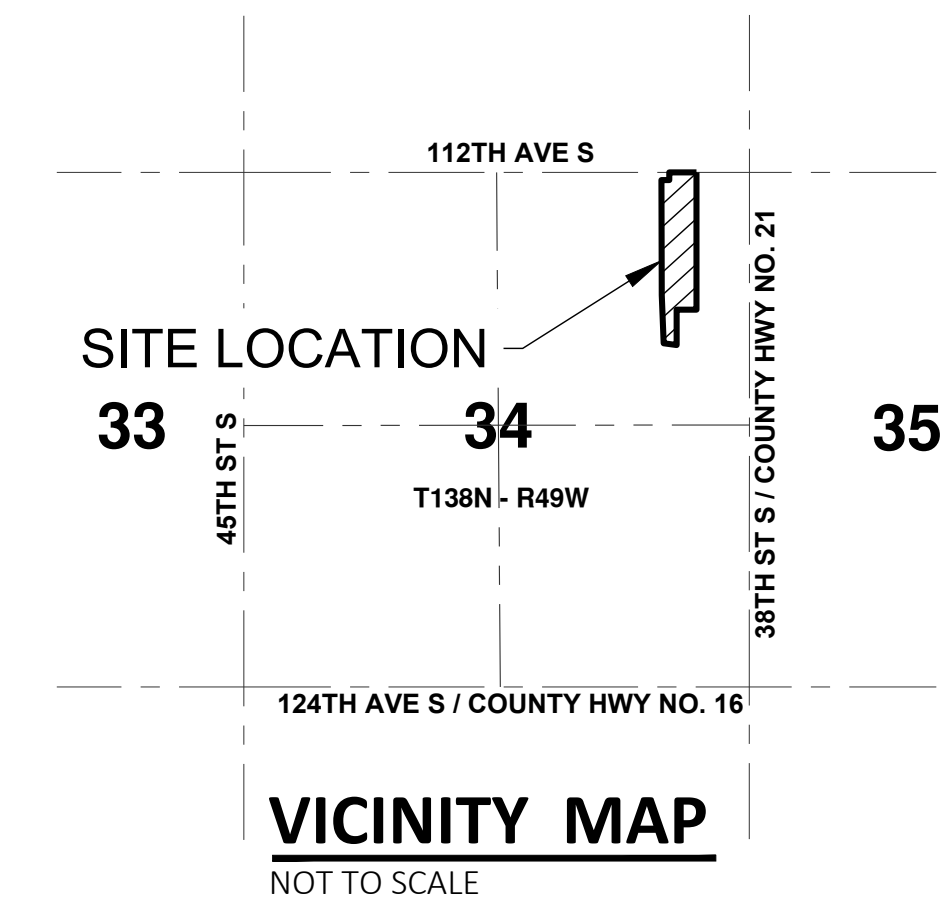 112TH AVE S
38TH ST S / COUNTY HWY NO. 21
SITE LOCATION
33
34
35
45TH ST S
T138N - R49W
124TH AVE S / COUNTY HWY NO. 16
VICINITY MAP
NOT TO SCALE